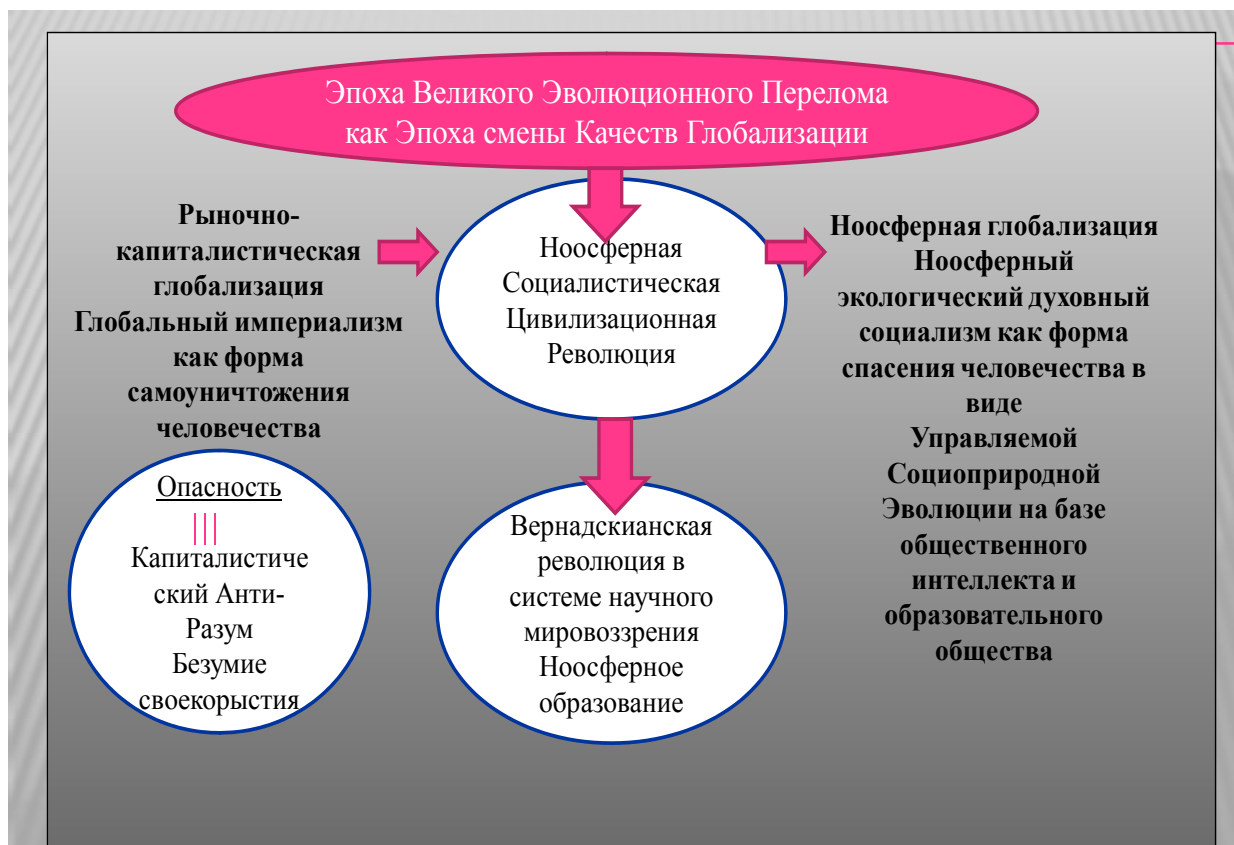 Эпоха Великого Эволюционного Перелома
как Эпоха смены Качеств Глобализации
Рыночно-
капиталистическая
глобализация
Глобальный империализм
как форма
самоуничтожения
человечества
Ноосферная
Социалистическая
Цивилизационная
Революция
Ноосферная глобализация
Ноосферный
экологический духовный
социализм как форма
спасения человечества в
виде
Управляемой
Социоприродной
Эволюции на базе
общественного
интеллекта и
образовательного
общества
Опасность
Капиталистиче
ский Анти-
Разум
Безумие
своекорыстия
Вернадскианская
революция в
системе научного
мировоззрения
Ноосферное
образование